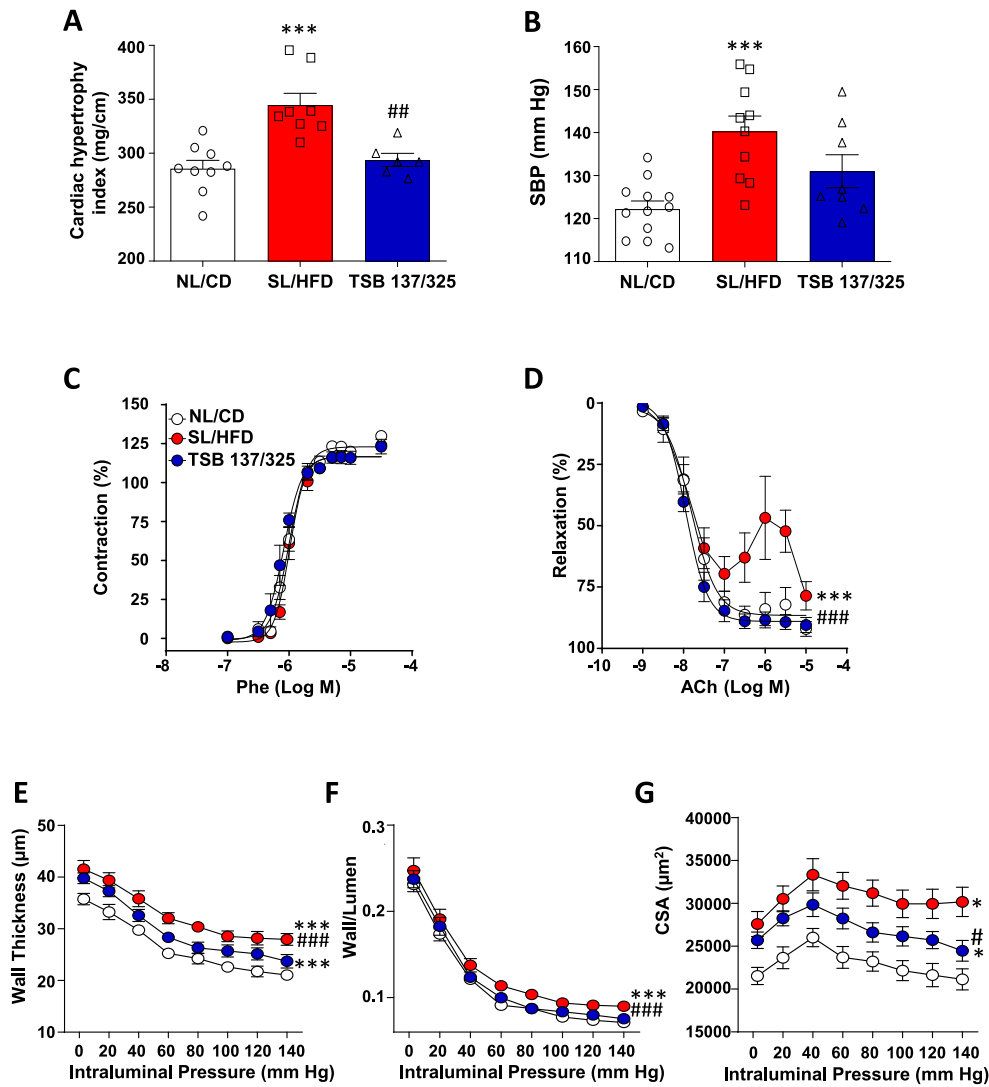 A
Cardiac hypertrophy
index (mg/cm)
400
350
300
250
200
***
##
NL/CD SL/HFD TSB 137/325
B
SBP (mm Hg)
160
150
140
130
120
110
***
NL/CD SL/HFD TSB 137/325
C
Contraction (%)
150
125
100
75
50
25
0
NL/CD
SL/HFD
TSB 137/325
-8 -7 -6 -5 -4
Phe (Log M)
D
Relaxation (%)
0
25
50
75
100
***
###
-10 -9 -8 -7 -6 -5 -4
ACh (Log M)
E
Wall Thickness (µm)
50
40
30
20
10
***
###
***
0 20 40 60 80 100 120 140
Intraluminal Pressure (mm Hg)
F
Wall/Lumen
0.3
0.2
0.1
***
###
0 20 40 60 80 100 120 140
Intraluminal Pressure (mm Hg)
G
CSA (µm²)
40000
35000
30000
25000
20000
15000
*
#
*
0 20 40 60 80 100 120 140
Intraluminal Pressure (mm Hg)